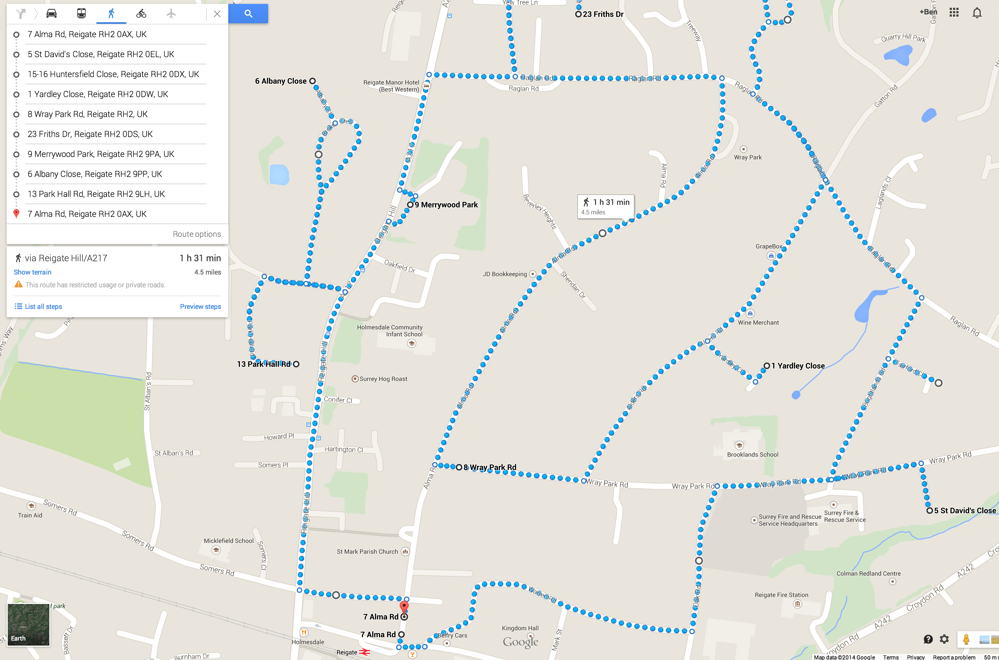 7 Alma Rd, Reigate RH2 0AX, UK
5 St David's Close, Reigate RH2 0EL, UK
15-16 Huntersfield Close, Reigate RH2 0DX, UK
1 Yardley Close, Reigate RH2 0DW, UK
8 Wray Park Rd, Reigate RH2, UK
23 Friths Dr, Reigate RH2 0DS, UK
9 Merrywood Park, Reigate RH2 9PA, UK
6 Albany Close, Reigate RH2 9PP, UK
13 Park Hall Rd, Reigate RH2 9LH, UK
7 Alma Rd, Reigate RH2 0AX, UK
Route options
via Reigate Hill/A217
1 h 31 min
Show terrain
4.5 miles
This route has restricted usage or private roads.
List all steps
Preview steps
+Ben
Yew Tree Ln
23 Friths Dr
Treeway
Quarry Hill Park
Gatton Rd
6 Albany Close
Albany Cl
Reigate Manor Hotel
(Best Western)
Raglan Rd
Raglan Rd
Raglan Rd
A217
Wray Park
Alma Rd
Alma Rd
Laglands Cl
Raglan Rd
9 Merrywood Park
1 h 31 min
4.5 miles
Beverley Heights
Reigate Hill
Oakfield Dr
Alma Rd
GrapeBox
Raglan Rd
JD Bookkeeping
Sheridan Dr
A217
Alma Rd
Wine Merchant
Raglan Rd
Park Hall Rd
Holmesdale Community
Infant School
Alders Rd
13 Park Hall Rd
Reigate Hill
Yardley Cl
1 Yardley Close
Fairford Cl
Surrey Hog Roast
St Alban's Rd
Conifer Cl
Alma Rd
Alders Rd
Brightlands Rd
Howard Pl
Hartington Cl
St Alban's Rd
Somers Pl
Brooklands School
8 Wray Park Rd
Wray Park Rd
Wray Park Rd
Wray Park Rd
Wray Park Rd
Wray Park Rd
5 St David's Close
Train Aid
Somers Rd
Reigate Hill
Surrey Fire and Rescue
Service Headquarters
Surrey Fire &
Rescue Service
Somers Rd
Micklefield School
Somers Cl
St Mark Parish Church
Somers Rd
Colman Redland Centre
A242
Croydon Rd
Reigate Fire Station
Warren Rd
Oak Rd
7 Alma Rd
7 Alma Rd
Belfry Cars
Kingdom Hall
Mark St
A242
Croydon Rd
Holmesdale
Reigate
Bassett Dr
Burnham Dr
Earth
Google
Map data ©2014 Google
Terms
Privacy
Report a problem
50 m